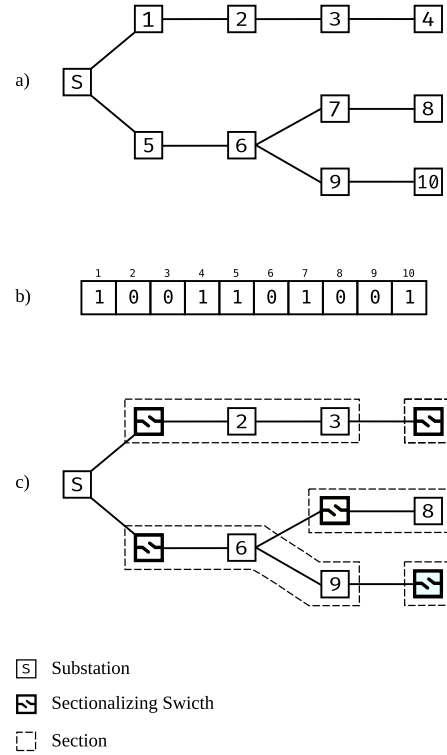 a)
S
1 2 3 4
5 6
7 8
9 10
b)
1 2 3 4 5 6 7 8 9 10
1 0 0 1 1 0 1 0 0 1
c)
S
2 3
6
8
9
S Substation
Sectionalizing Swicth
Section